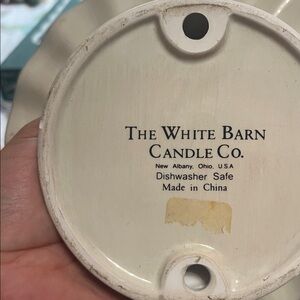 THE WHITE BARN
CANDLE CO.
New Albany, Ohio, U.S.A
Dishwasher Safe
Made in China